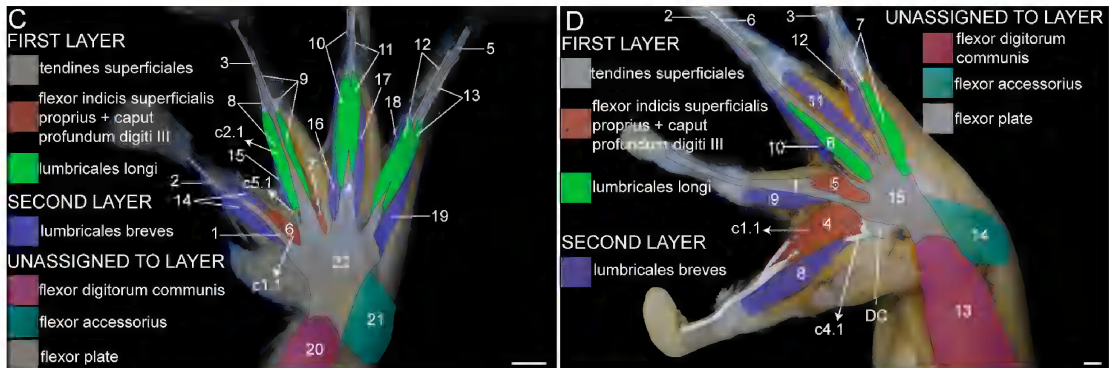 C
FIRST LAYER
tendines superficiales
flexor indicis superficialis
proprius + caput
profundum digiti III
lumbricales longi
SECOND LAYER
lumbricales breves
UNASSIGNED TO LAYER
flexor digitorum communis
flexor accessorius
flexor plate
3
10
11
12
5
9
8
17
18
c2.1
16
15
c5.1
2
14
7
1
6
19
c1.1
22
21
20
D
FIRST LAYER
tendines superficiales
flexor indicis superficialis
proprius + caput
profundum digiti III
lumbricales longi
SECOND LAYER
lumbricales breves
2
6
3
7
12
11
10
6
5
1
9
15
c1.1
4
14
8
DC
c4.1
13
UNASSIGNED TO LAYER
flexor digitorum
communis
flexor accessorius
flexor plate